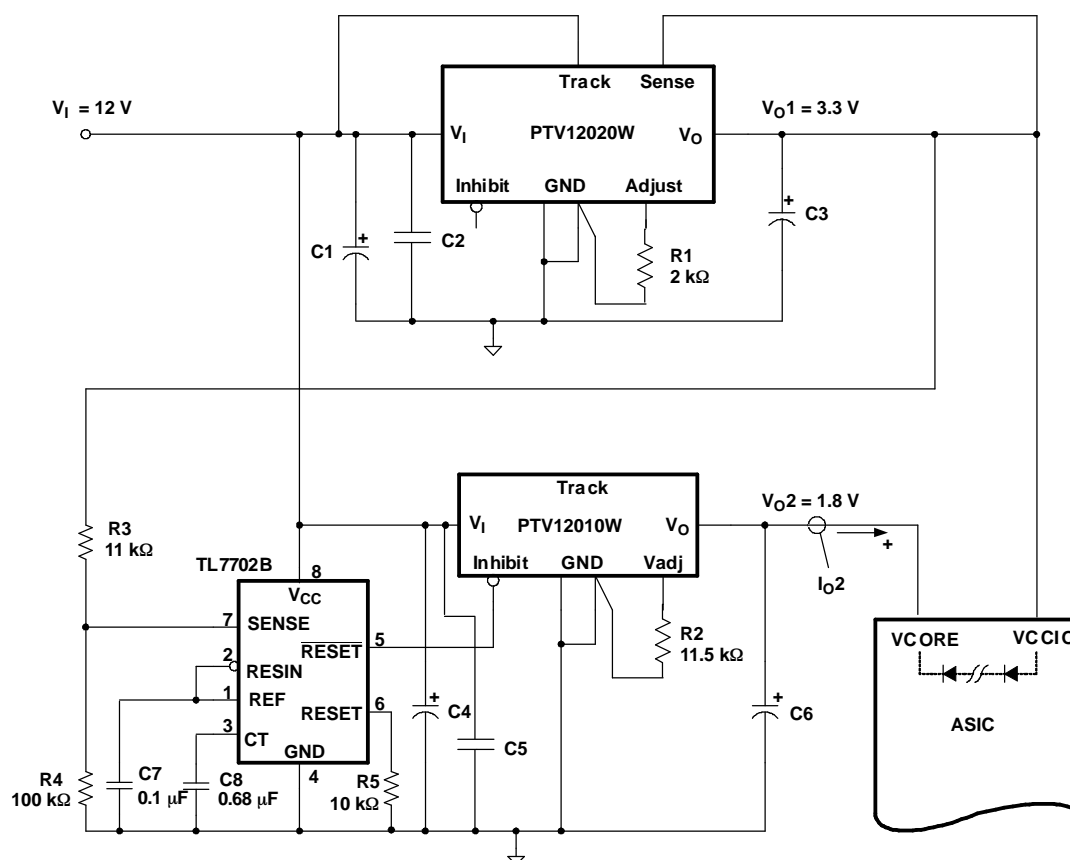 Track Sense
V_I = 12 V
V_O1 = 3.3 V
V_I PTV12020W V_O
Inhibit GND Adjust
C1
C2
R1
2 kΩ
C3
Track
V_I PTV12010W V_O
Inhibit GND Vadj
V_O2 = 1.8 V
+
I_O2
R3
11 kΩ
TL7702B
8
V_CC
7 SENSE
RESET 5
2 RESIN
1 REF
RESET 6
3 CT
GND
4
R4
100 kΩ
C7
0.1 µF
C8
0.68 µF
R5
10 kΩ
+
C4
C5
R2
11.5 kΩ
+
C6
VCORE VCCIO
ASIC